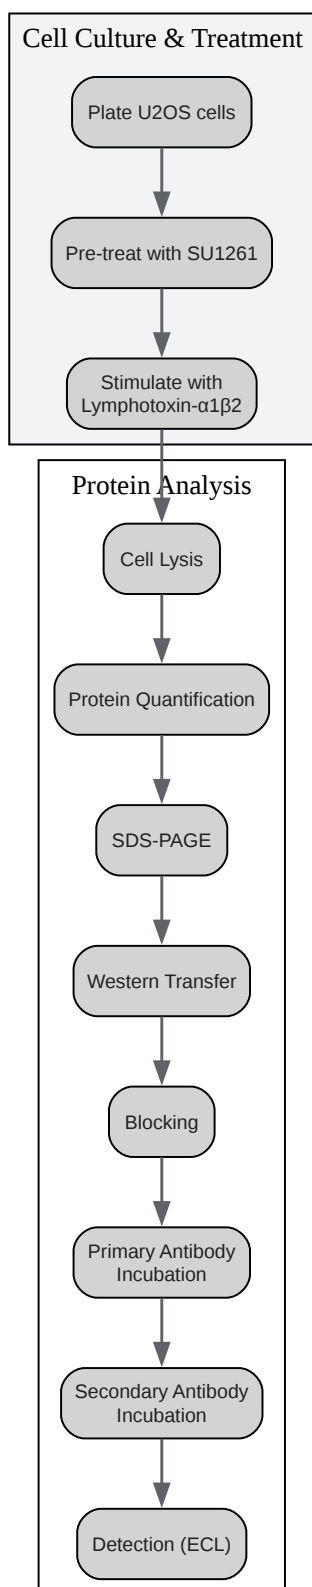 Cell Culture & Treatment
Plate U2OS cells
Pre-treat with SU1261
Stimulate with
Lymphotoxin-α1β2
Protein Analysis
Cell Lysis
Protein Quantification
SDS-PAGE
Western Transfer
Blocking
Primary Antibody
Incubation
Secondary Antibody
Incubation
Detection (ECL)